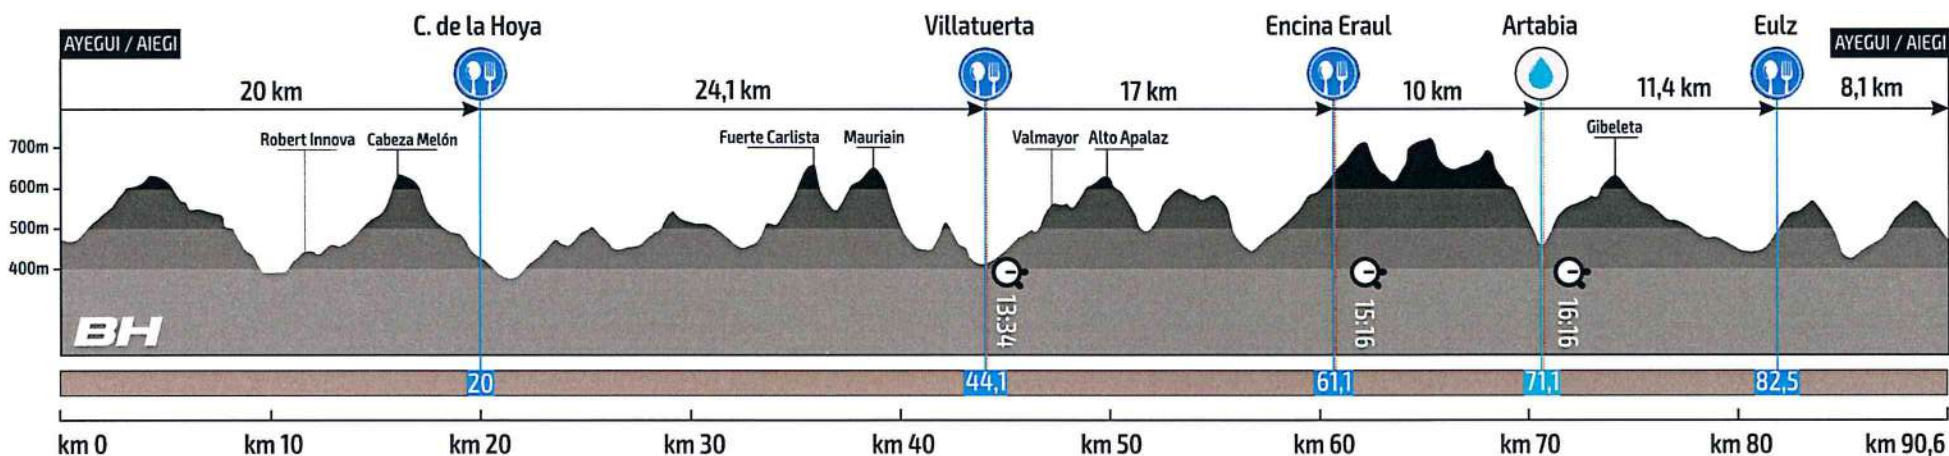 C. de la Hoya
Villatuerta
Encina Eraul
Artabia
Eulz
AYEGUI / AIEGI
AYEGUI / AIEGI
20 km
24,1 km
17 km
10 km
11,4 km
8,1 km
Robert Innova
Cabeza Melón
Fuerte Carlista
Mauriain
Valmayor
Alto Apalaz
Gibeleta
700m
600m
500m
400m
BH
13:34
15:16
16:16
20
44,1
61,1
71,1
82,5
km 0
km 10
km 20
km 30
km 40
km 50
km 60
km 70
km 80
km 90,6